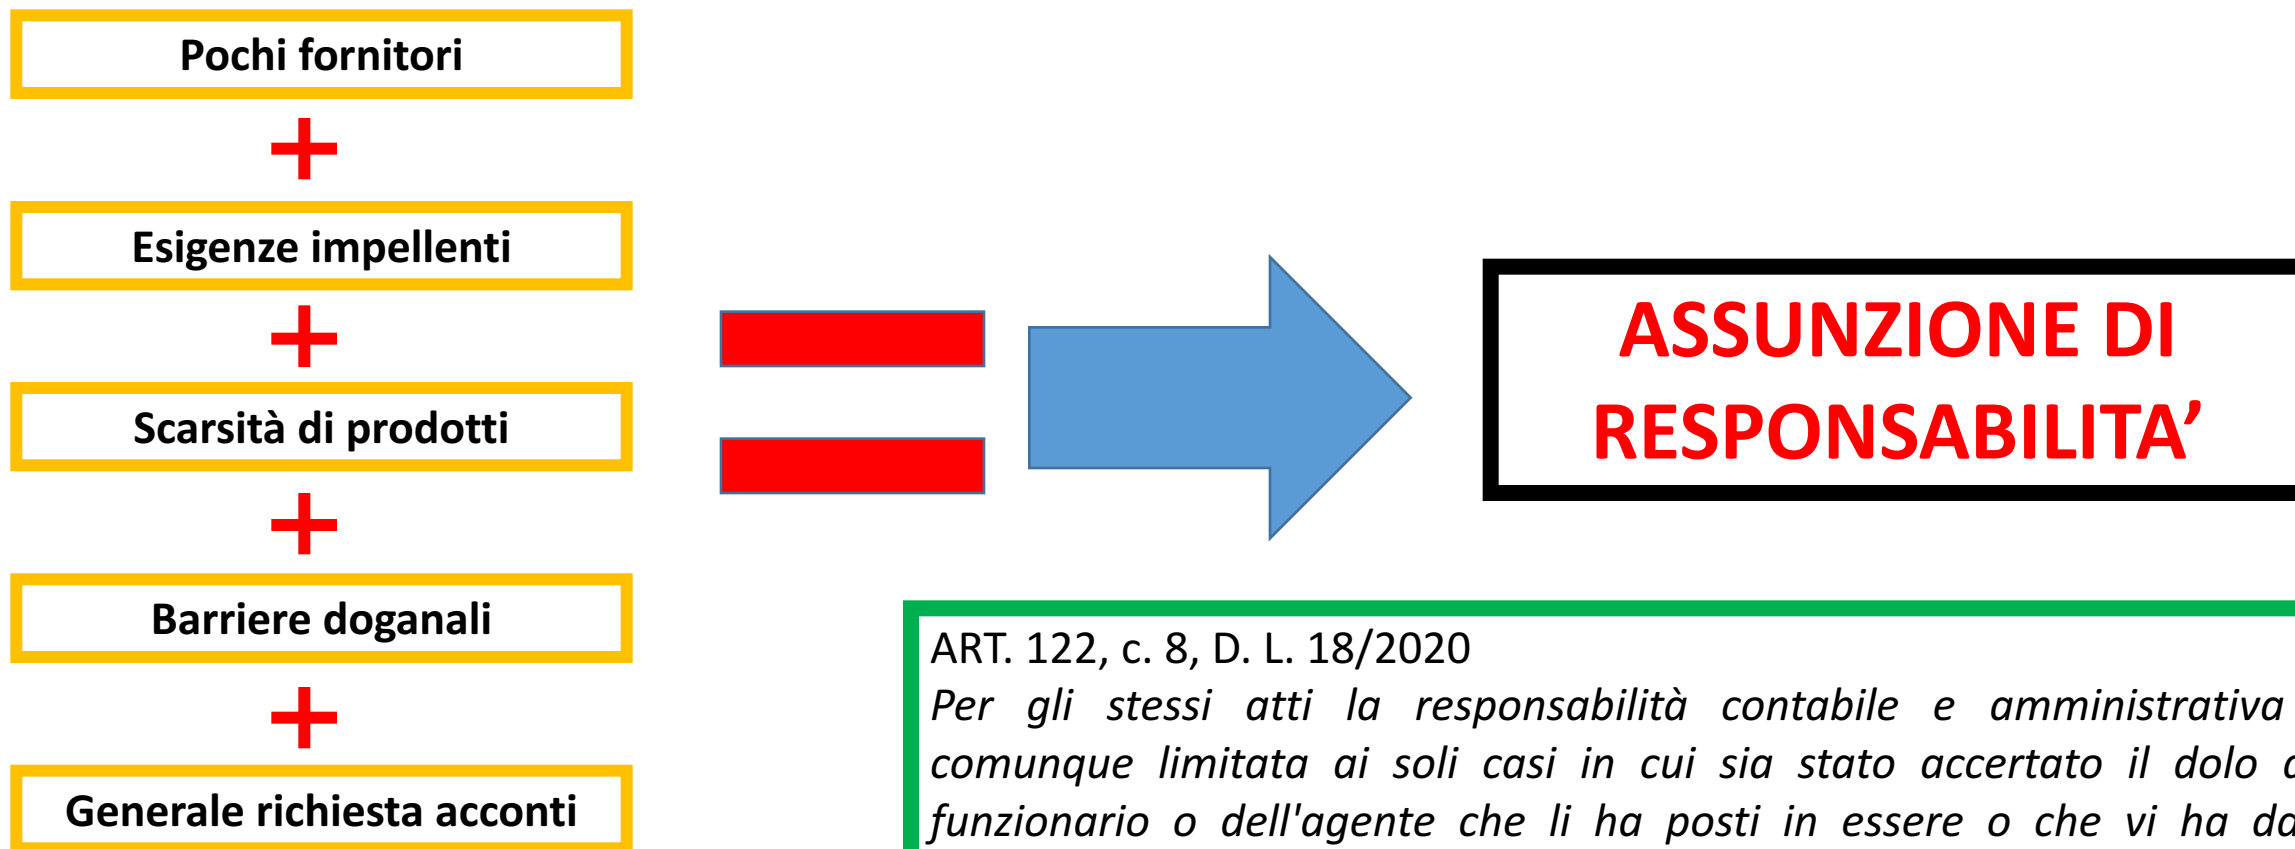 Pochi fornitori
+
Esigenze impellenti
+
Scarsità di prodotti
+
Barriere doganali
+
Generale richiesta acconti
ASSUNZIONE DI
RESPONSABILITA’
ART. 122, c. 8, D. L. 18/2020
Per gli stessi atti la responsabilità contabile e amministrativa
comunque limitata ai soli casi in cui sia stato accertato il dolo
funzionario o dell'agente che li ha posti in essere o che vi ha